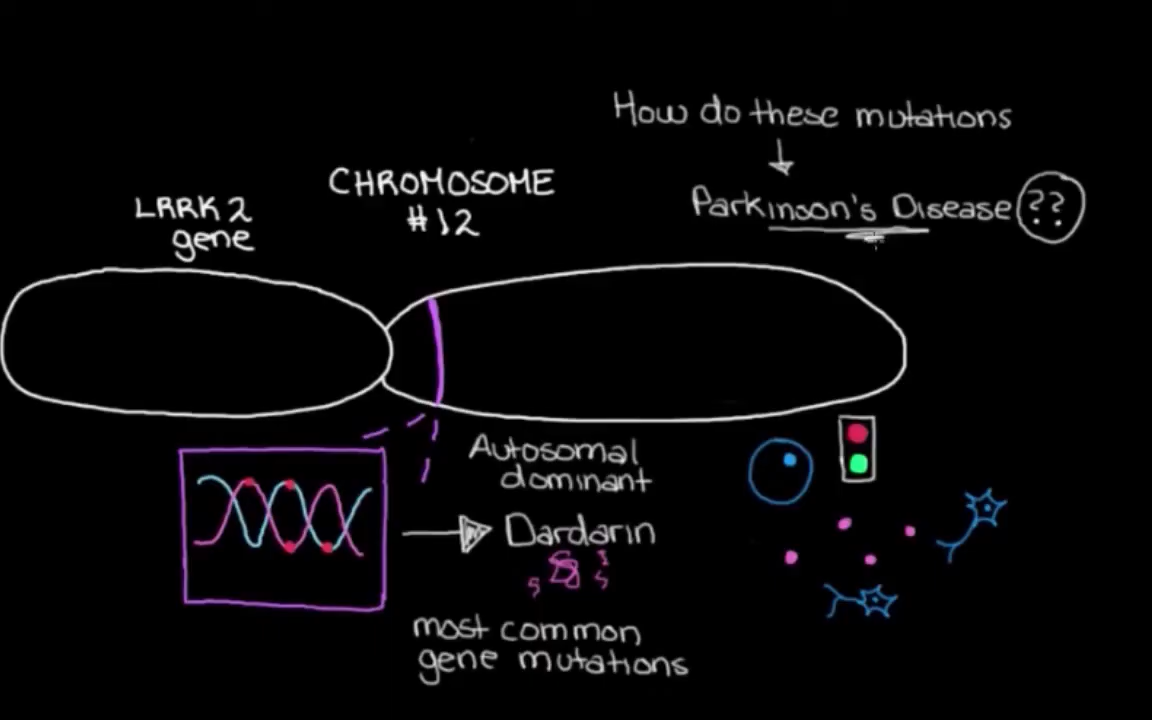 How do these mutations
Parkinson's Disease ??
CHROMOSOME
#12
LRRK2
gene
Autosomal
dominant
Dardarin
most common
gene mutations